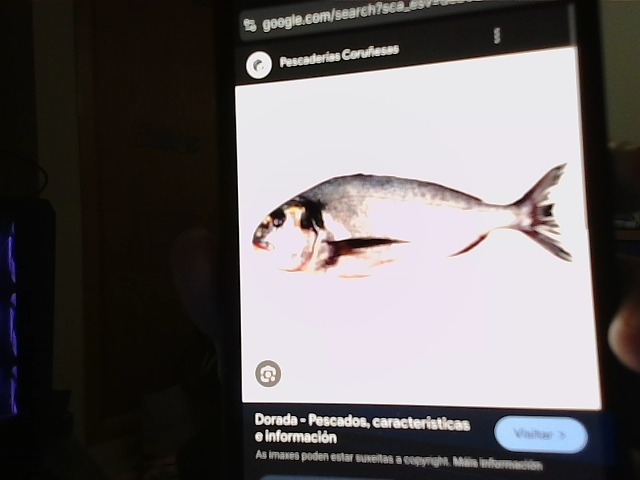 google.com/search?sca_esv=
Pescaderías Coruñesas
Dorada - Pescados, características
e información
Visitar >
As imaxes poden estar suxeitas a copyright. Máis información